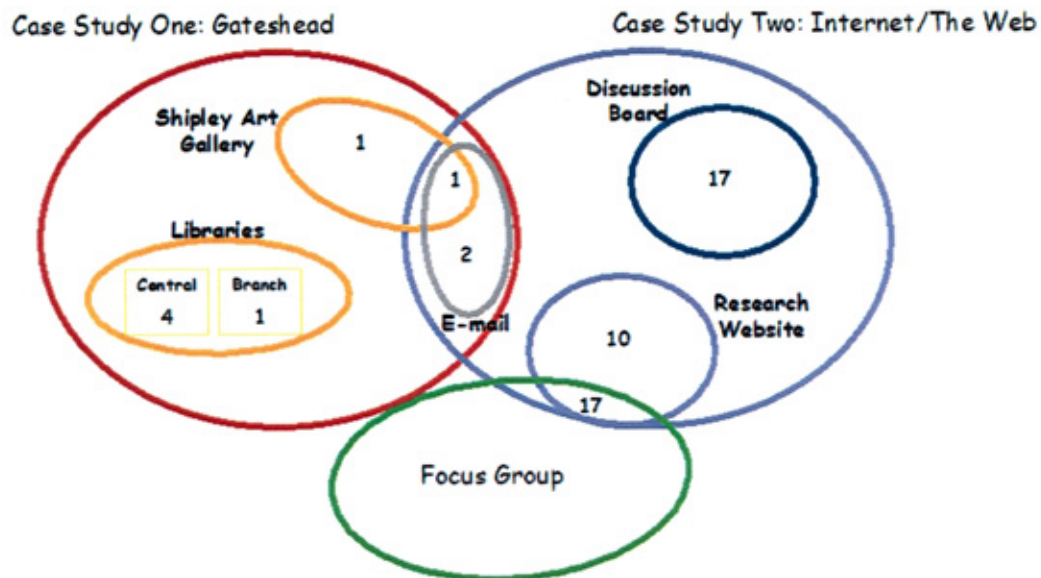 Case Study One: Gateshead
Case Study Two: Internet/The Web
Shipley Art
Gallery
1
1
Discussion
Board
17
Libraries
Central
4
Branch
1
2
E-mail
Research
Website
10
17
Focus Group